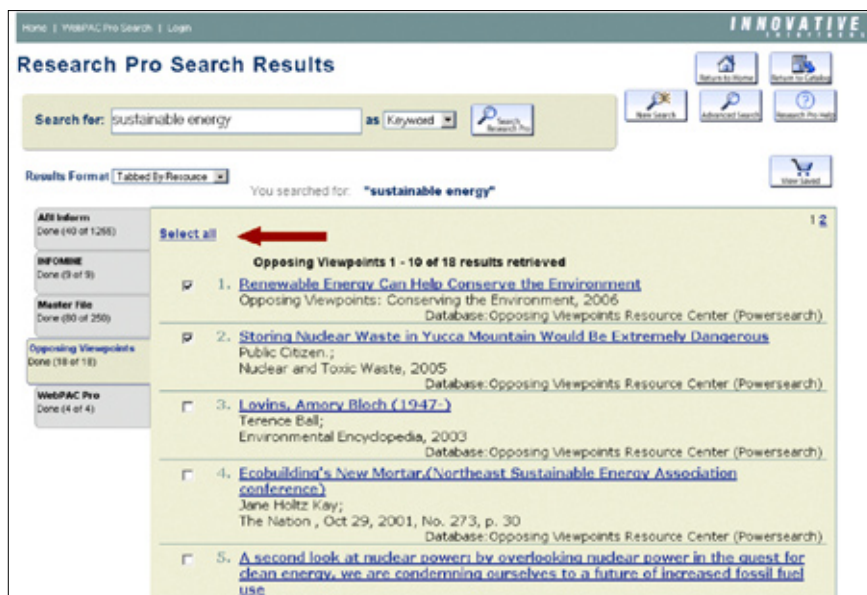 Home | WebPAC Pro Search | Login
INNOVATIVE
INTERFACES
Research Pro Search Results
Return to Home
Return to Catalog
Search for: sustainable energy as Keyword Search Research Pro
New Search
Advanced Search
Research Pro Help
Results Format Tabbed By Resource
View Saved
You searched for: "sustainable energy"
ABI Inform
Done (40 of 1265)
INFOMINE
Done (9 of 9)
Master File
Done (80 of 250)
Opposing Viewpoints
Done (18 of 18)
WebPAC Pro
Done (4 of 4)
1 2
Select all
Opposing Viewpoints 1 - 10 of 18 results retrieved
1. Renewable Energy Can Help Conserve the Environment
Opposing Viewpoints: Conserving the Environment, 2006
Database:Opposing Viewpoints Resource Center (Powersearch)
2. Storing Nuclear Waste in Yucca Mountain Would Be Extremely Dangerous
Public Citizen.;
Nuclear and Toxic Waste, 2005
Database:Opposing Viewpoints Resource Center (Powersearch)
3. Lovins, Amory Bloch (1947-)
Terence Ball;
Environmental Encyclopedia, 2003
Database:Opposing Viewpoints Resource Center (Powersearch)
4. Ecobuilding's New Mortar.(Northeast Sustainable Energy Association
conference)
Jane Holtz Kay;
The Nation , Oct 29, 2001, No. 273, p. 30
Database:Opposing Viewpoints Resource Center (Powersearch)
5. A second look at nuclear power: by overlooking nuclear power in the quest for
clean energy, we are condemning ourselves to a future of increased fossil fuel
use